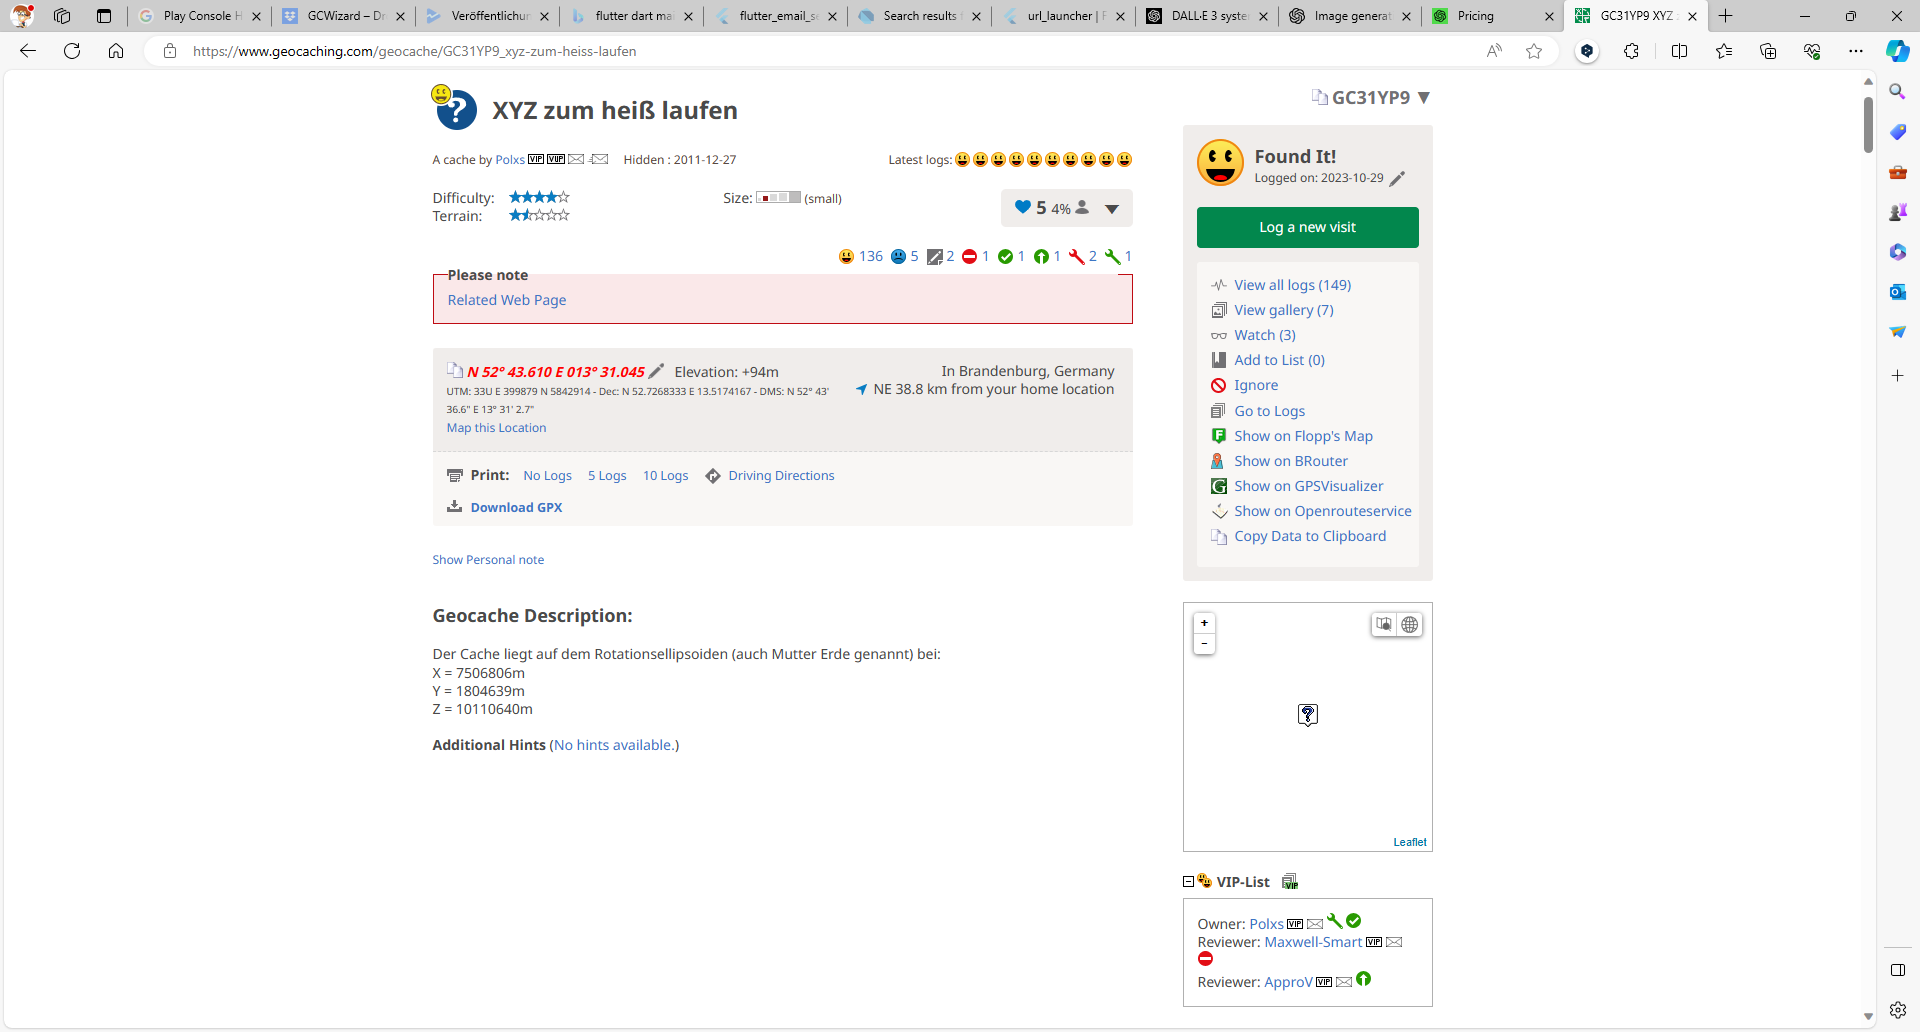 Play Console H
GCWizard – Dr
Veröffentlichun
flutter dart mai
flutter_email_se
Search results f
url_launcher | F
DALL·E 3 syste
Image generat
Pricing
GC31YP9 XYZ
https://www.geocaching.com/geocache/GC31YP9_xyz-zum-heiss-laufen
XYZ zum heiß laufen
A cache by Polxs VIP VUP Hidden : 2011-12-27 Latest logs:
Difficulty:
Size: (small)
Terrain:
5 4%
136 5 2 1 1 1 2 1
Please note
Related Web Page
N 52° 43.610 E 013° 31.045 Elevation: +94m In Brandenburg, Germany
UTM: 33U E 399879 N 5842914 - Dec: N 52.7268333 E 13.5174167 - DMS: N 52° 43'
36.6" E 13° 31' 2.7"
NE 38.8 km from your home location
Map this Location
Print: No Logs 5 Logs 10 Logs Driving Directions
Download GPX
Show Personal note
Geocache Description:
Der Cache liegt auf dem Rotationsellipsoiden (auch Mutter Erde genannt) bei:
X = 7506806m
Y = 1804639m
Z = 10110640m
Additional Hints (No hints available.)
GC31YP9
Found It!
Logged on: 2023-10-29
Log a new visit
View all logs (149)
View gallery (7)
Watch (3)
Add to List (0)
Ignore
Go to Logs
Show on Flopp's Map
Show on BRouter
Show on GPSVisualizer
Show on Openrouteservice
Copy Data to Clipboard
+
-
Leaflet
VIP-List VIP
Owner: Polxs VIP
Reviewer: Maxwell-Smart VIP
Reviewer: ApproV VIP